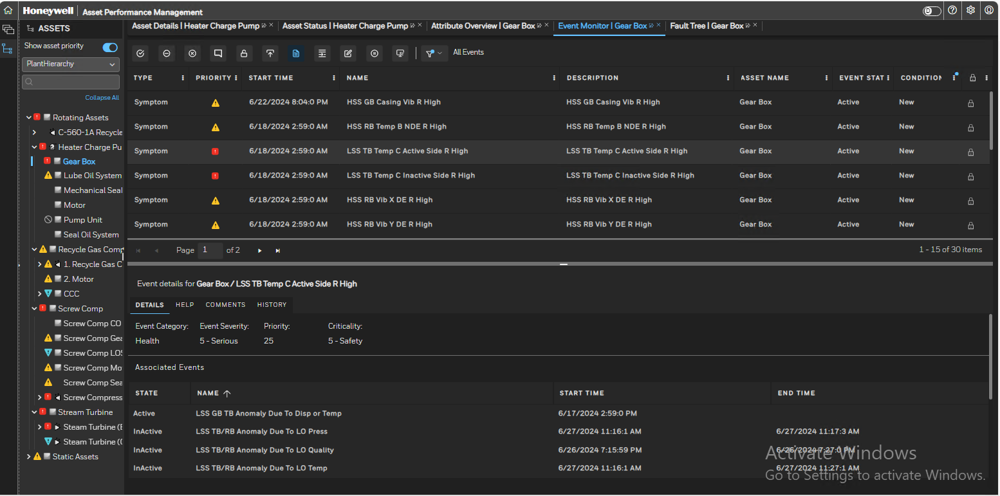 Honeywell | Asset Performance Management
D
ASSETS
Show asset priority
PlantHierarchy
Collapse All
Rotating Assets
C-560-1A Recycle
Heater Charge Pu
Gear Box
Lube Oil System
Mechanical Seal
Motor
Pump Unit
Seal Oil System
Recycle Gas Comp
1. Recycle Gas C
2. Motor
CCC
Screw Comp
Screw Comp CO
Screw Comp Gea
Screw Comp LOS
Screw Comp Mo
Screw Comp Sea
Screw Compress
Stream Turbine
Steam Turbine (E
Steam Turbine (C
Static Assets
Asset Details | Heater Charge Pump Asset Status | Heater Charge Pump Attribute Overview | Gear Box Event Monitor | Gear Box Fault Tree | Gear Box
All Events
TYPE PRIORITY START TIME NAME DESCRIPTION ASSET NAME EVENT STAT CONDITION
Symptom 6/22/2024 8:04:0 PM HSS GB Casing Vib R High HSS GB Casing Vib R High Gear Box Active New
Symptom 6/18/2024 2:59:0 AM HSS RB Temp B NDE R High HSS RB Temp B NDE R High Gear Box Active New
Symptom 6/18/2024 2:59:0 AM LSS TB Temp C Active Side R High LSS TB Temp C Active Side R High Gear Box Active New
Symptom 6/18/2024 2:59:0 AM LSS TB Temp C Inactive Side R High LSS TB Temp C Inactive Side R High Gear Box Active New
Symptom 6/18/2024 2:59:0 AM HSS RB Vib X DE R High HSS RB Vib X DE R High Gear Box Active New
Symptom 6/18/2024 2:59:0 AM HSS RB Vib Y DE R High HSS RB Vib Y DE R High Gear Box Active New
Page 1 of 2 1 - 15 of 30 items
Event details for Gear Box / LSS TB Temp C Active Side R High
DETAILS HELP COMMENTS HISTORY
Event Category: Event Severity: Priority: Criticality:
Health 5 - Serious 25 5 - Safety
Associated Events
STATE NAME START TIME END TIME
Active LSS GB TB Anomaly Due To Disp or Temp 6/17/2024 2:59:0 PM
InActive LSS TB/RB Anomaly Due To LO Press 6/27/2024 11:16:1 AM 6/27/2024 11:17:3 AM
InActive LSS TB/RB Anomaly Due To LO Quality 6/26/2024 7:15:59 PM 6/26/2024 7:27:0 PM
InActive LSS TB/RB Anomaly Due To LO Temp 6/27/2024 11:16:1 AM 6/27/2024 11:27:1 AM
Activate Windows
Go to Settings to activate Windows.